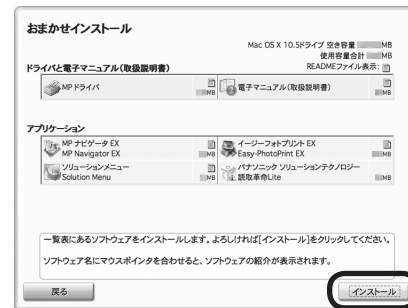 おまかせインストール
Mac OS X 10.5ドライブ 空き容量 MB
使用容量合計 MB
ドライバと電子マニュアル(取扱説明書) READMEファイル表示:
MPドライバ MB 電子マニュアル(取扱説明書) MB
アプリケーション
MP ナビゲータ EX イージーフォトプリント EX
MP Navigator EX MB Easy-PhotoPrint EX MB
ソリューションメニュー パナソニック ソリューションテクノロジー
Solution Menu MB 読取革命Lite MB
一覧表にあるソフトウェアをインストールします。よろしければ[インストール]をクリックしてください。
ソフトウェア名にマウスポインタを合わせると、ソフトウェアの紹介が表示されます。
戻る インストール